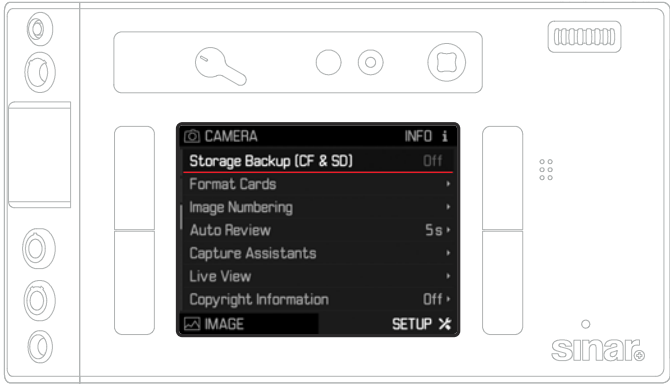 CAMERA INFO i
Storage Backup (CF & SD) Off
Format Cards
Image Numbering
Auto Review 5s
Capture Assistants
Live View
Copyright Information Off
IMAGE SETUP
sinar